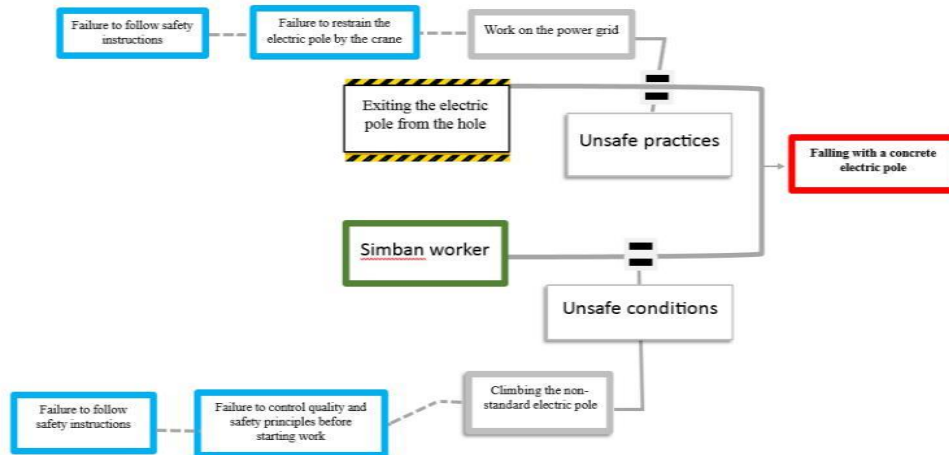 Failure to follow safety
instructions
Failure to restrain the
electric pole by the crane
Work on the power grid
Exiting the electric
pole from the hole
Unsafe practices
Falling with a concrete
electric pole
Simban worker
Unsafe conditions
Climbing the non-
standard electric pole
Failure to control quality and
safety principles before
starting work
Failure to follow
safety instructions